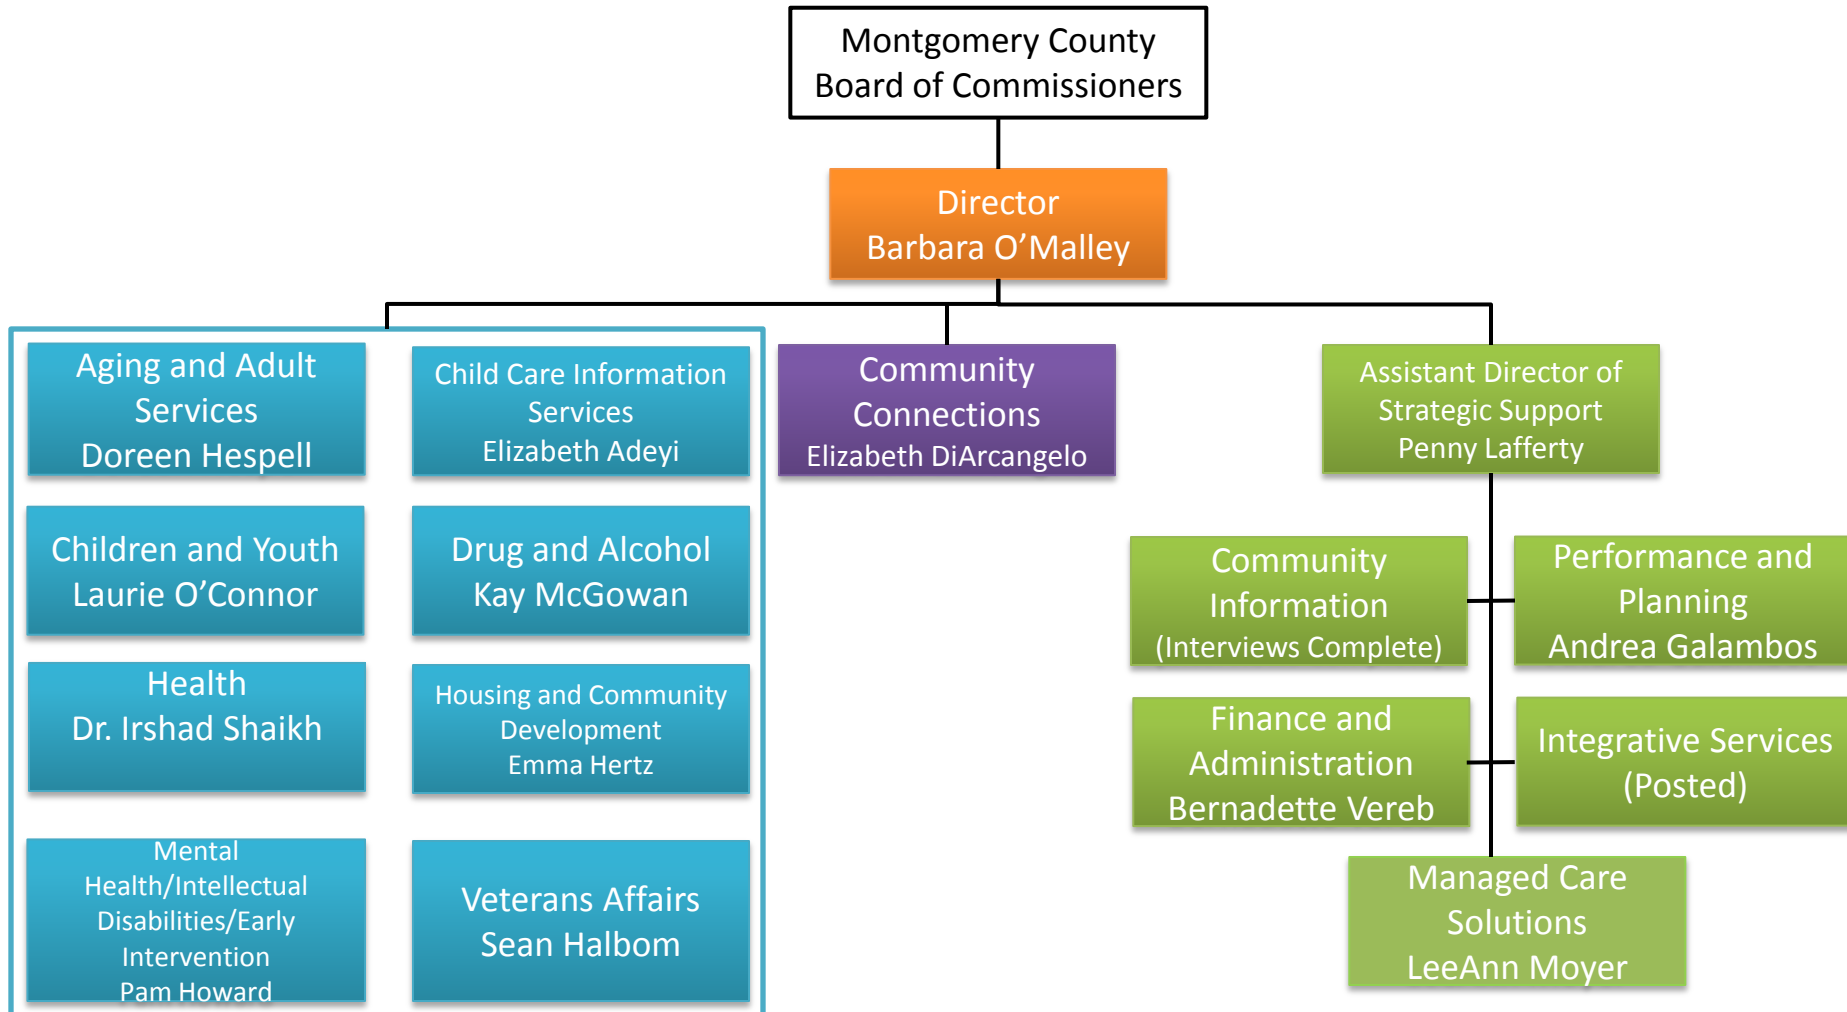 Montgomery County
Board of Commissioners
Director
Barbara O’Malley
Aging and Adult
Services
Doreen Hespell
Child Care Information
Services
Elizabeth Adeyi
Community
Connections
Elizabeth DiArcangelo
Assistant Director of
Strategic Support
Penny Lafferty
Children and Youth
Laurie O’Connor
Drug and Alcohol
Kay McGowan
Community
Information
(Interviews Complete)
Performance and
Planning
Andrea Galambos
Health
Dr. Irshad Shaikh
Housing and Community
Development
Emma Hertz
Finance and
Administration
Bernadette Vereb
Integrative Services
(Posted)
Mental
Health/Intellectual
Disabilities/Early
Intervention
Pam Howard
Veterans Affairs
Sean Halbom
Managed Care
Solutions
LeeAnn Moyer